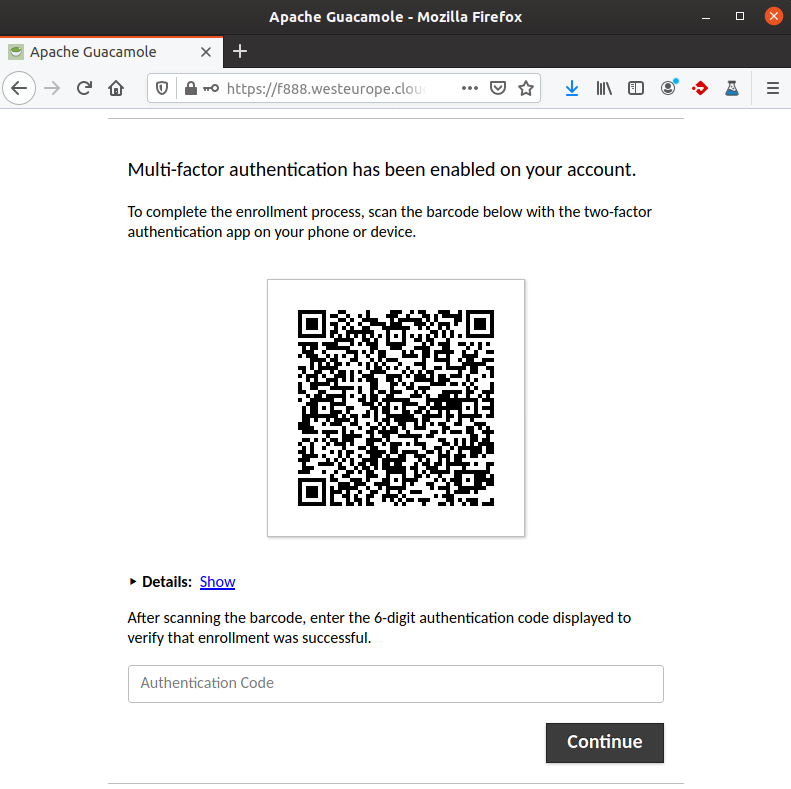 Apache Guacamole - Mozilla Firefox
Apache Guacamole
https://f888.westeurope.clou
Multi-factor authentication has been enabled on your account.
To complete the enrollment process, scan the barcode below with the two-factor
authentication app on your phone or device.
Details: Show
After scanning the barcode, enter the 6-digit authentication code displayed to
verify that enrollment was successful.
Authentication Code
Continue